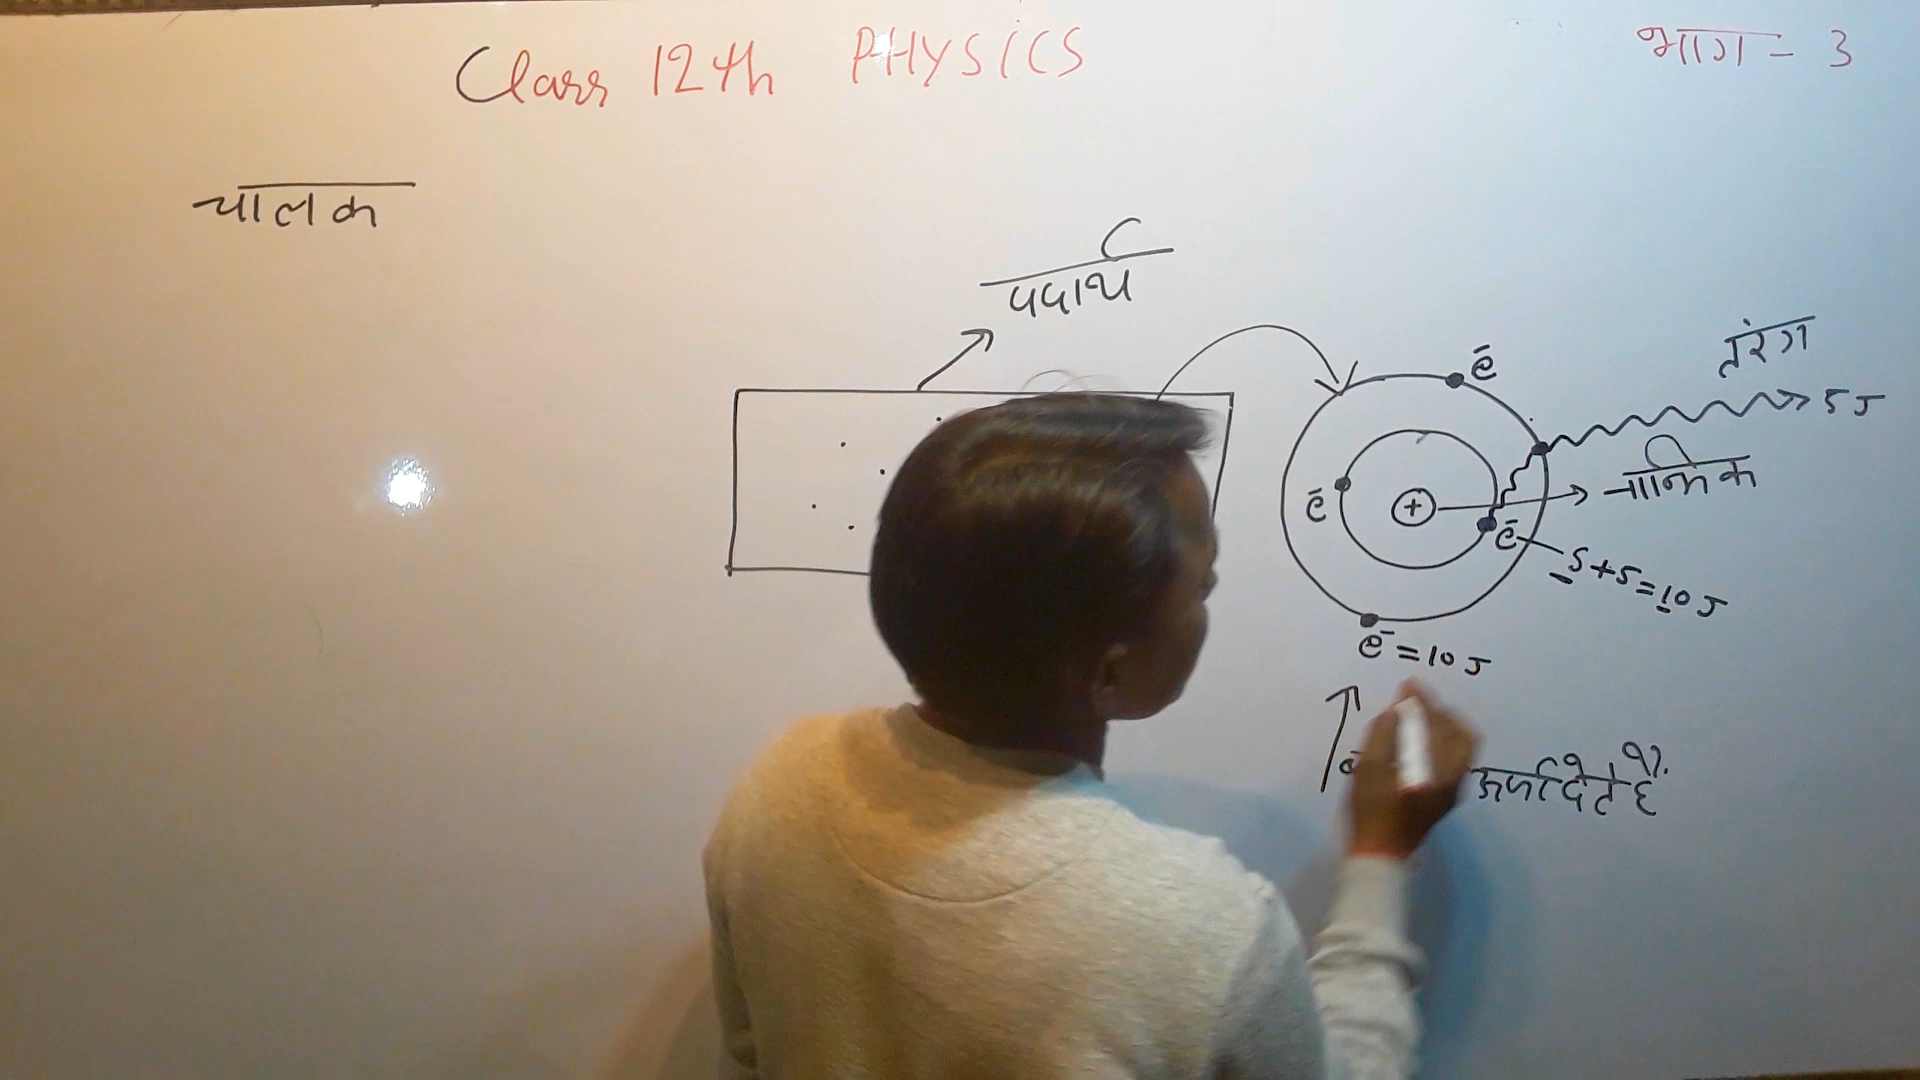 Class 12th PHYSICS
भाग - 3
चालक
पदार्थ
तरंग
5J
नाभिक
e⁻
e⁻
+
e⁻
5+5=10J
e⁻ = 10J
ऊर्जा देते हैं